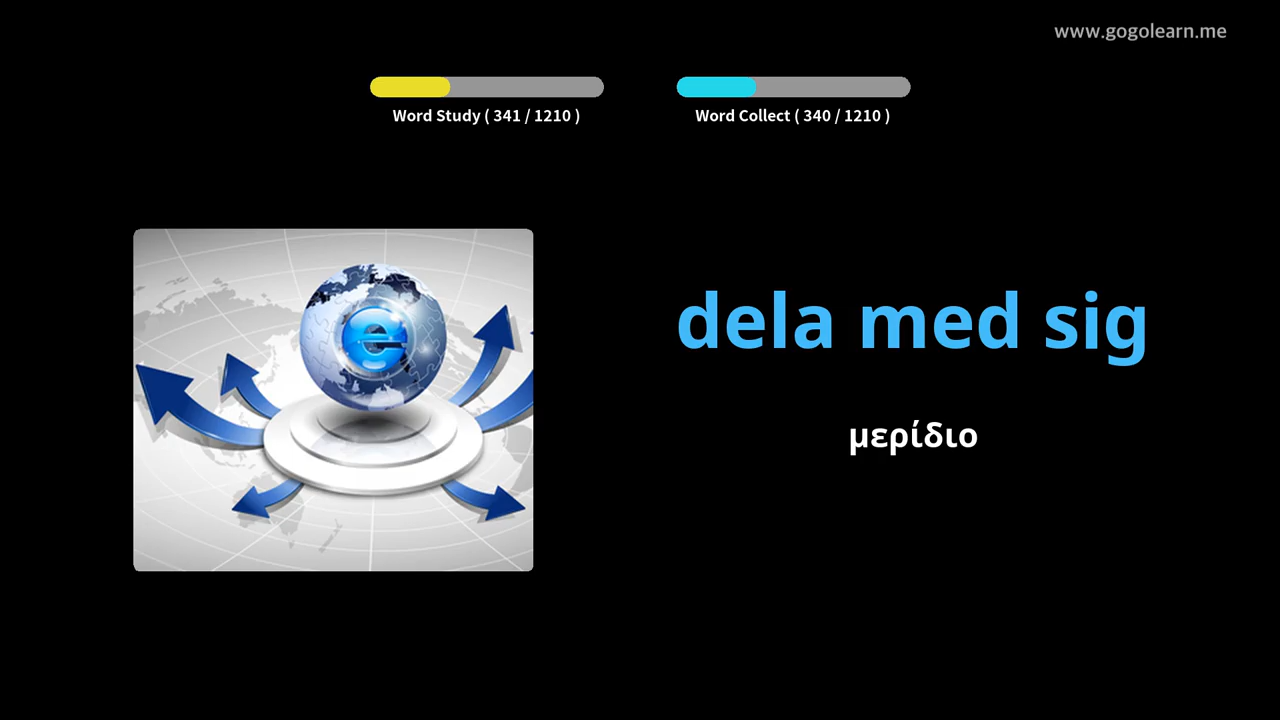 www.gogolearn.me
Word Study ( 341 / 1210 )
Word Collect ( 340 / 1210 )
e
dela med sig
μερίδιο